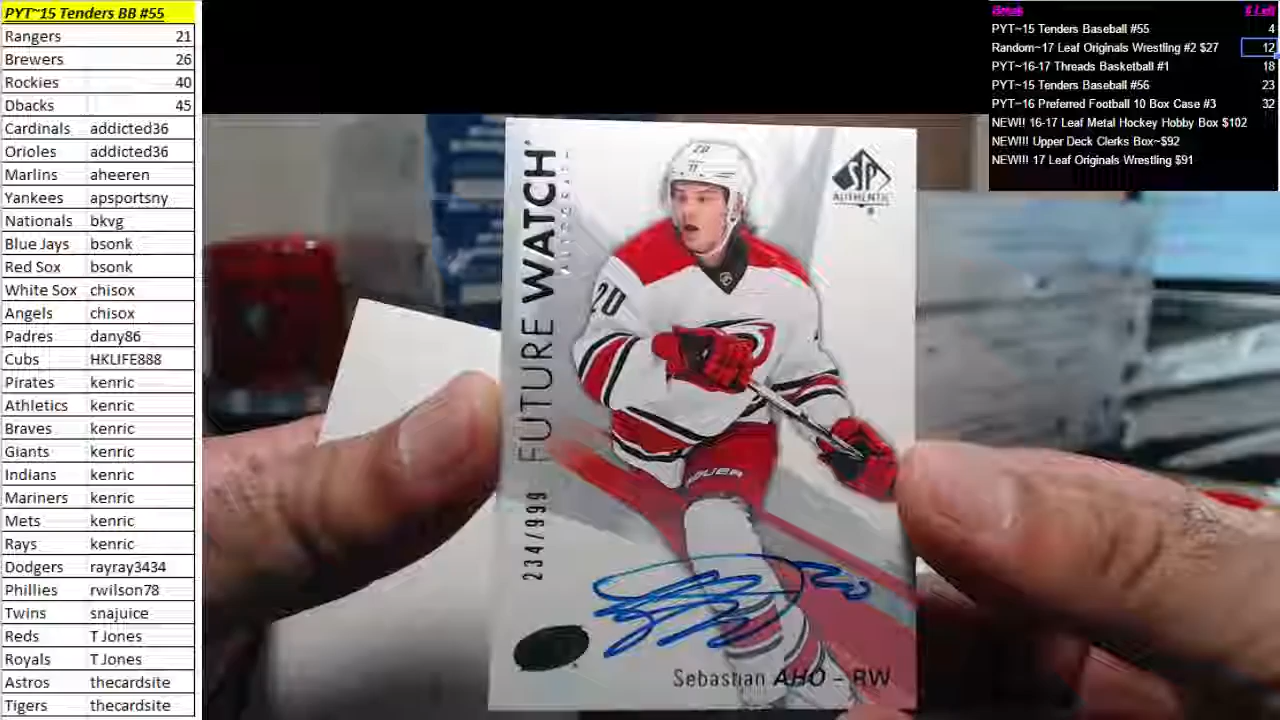 PYT~15 Tenders BB #55
Rangers 21
Brewers 26
Rockies 40
Dbacks 45
Cardinals addicted36
Orioles addicted36
Marlins aheeren
Yankees apsportsny
Nationals bkvg
Blue Jays bsonk
Red Sox bsonk
White Sox chisox
Angels chisox
Padres dany86
Cubs HKLIFE888
Pirates kenric
Athletics kenric
Braves kenric
Giants kenric
Indians kenric
Mariners kenric
Mets kenric
Rays kenric
Dodgers rayray3434
Phillies rwilson78
Twins snajuice
Reds T Jones
Royals T Jones
Astros thecardsite
Tigers thecardsite
FUTURE WATCH
AUTOGRAPH
234/999
20
20
SP
AUTHENTIC
BAUER
Sebastian AHO - RW
Break # Left
PYT~15 Tenders Baseball #55 4
Random~17 Leaf Originals Wrestling #2 $27 12
PYT~16-17 Threads Basketball #1 18
PYT~15 Tenders Baseball #56 23
PYT~16 Preferred Football 10 Box Case #3 32
NEW!! 16-17 Leaf Metal Hockey Hobby Box $102
NEW!!! Upper Deck Clerks Box~$92
NEW!!! 17 Leaf Originals Wrestling $91